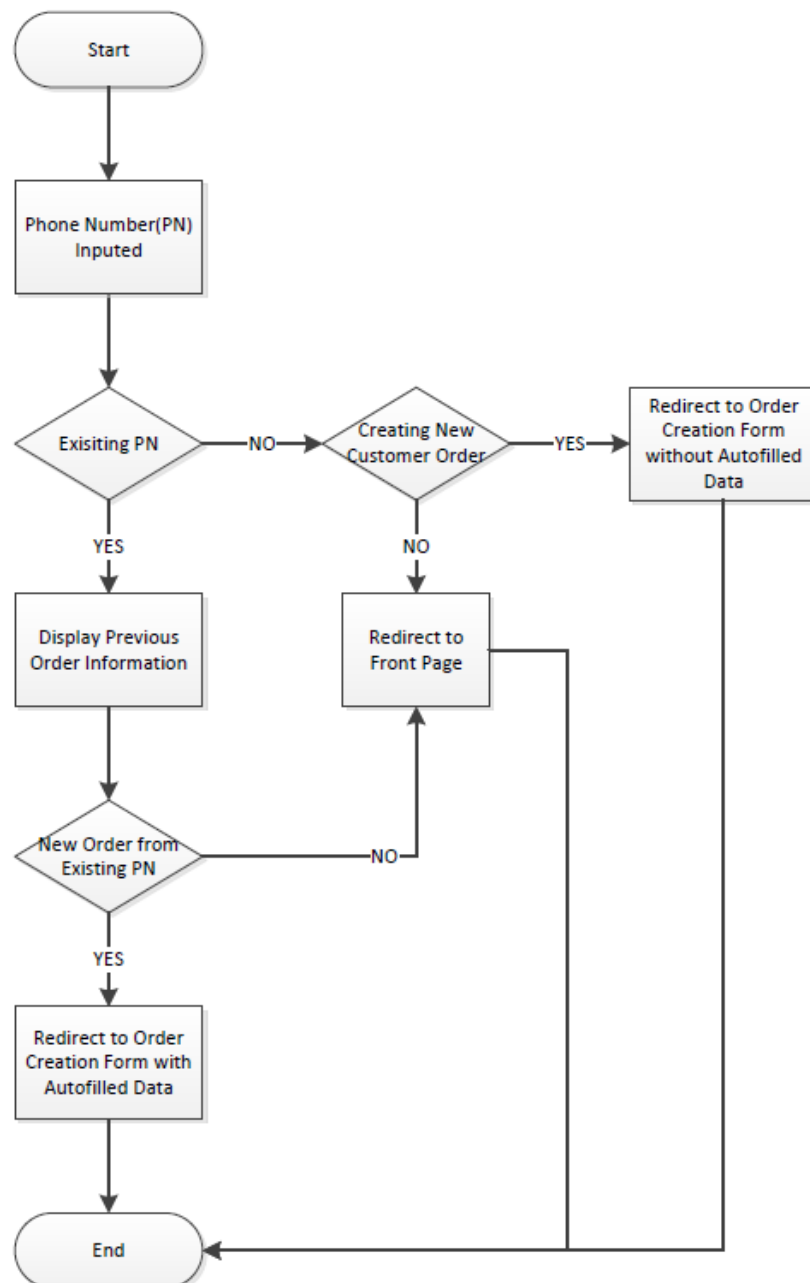 Start
Phone Number(PN)
Inputed
Exisiting PN
NO
Creating New
Customer Order
YES
Redirect to Order
Creation Form
without Autofilled
Data
YES
NO
Display Previous
Order Information
Redirect to
Front Page
New Order from
Existing PN
NO
YES
Redirect to Order
Creation Form with
Autofilled Data
End